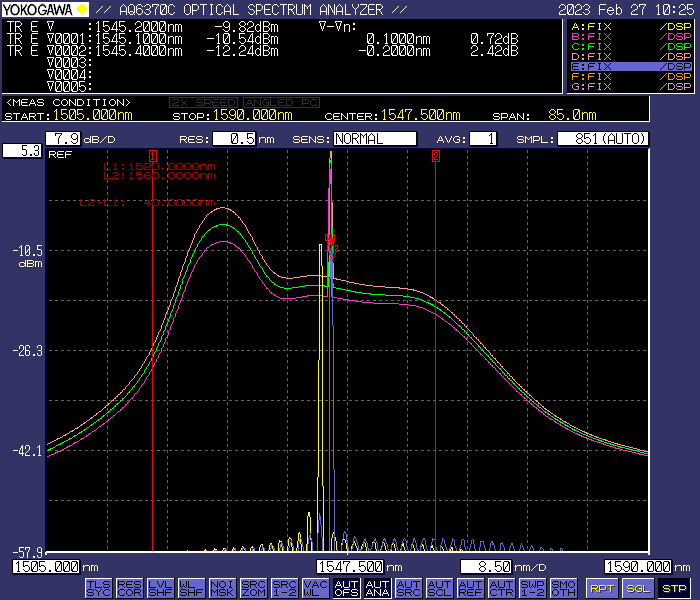 YOKOGAWA // AQ6370C OPTICAL SPECTRUM ANALYZER // 2023 Feb 27 10:25
TR E ∇ : 1545.2000nm -9.82dBm ∇-∇n:
TR E ∇0001: 1545.1000nm -10.54dBm 0.1000nm 0.72dB
TR E ∇0002: 1545.4000nm -12.24dBm -0.2000nm 2.42dB
∇0003:
∇0004:
∇0005:
A:FIX /DSP
B:FIX /DSP
C:FIX /DSP
D:FIX /DSP
E:FIX /DSP
F:FIX /DSP
G:FIX /DSP
<MEAS CONDITION> 2X SPEED ANGLED PC
START: 1505.000nm STOP: 1590.000nm CENTER: 1547.500nm SPAN: 85.0nm
7.9 dB/D RES: 0.5 nm SENS: NORMAL AVG: 1 SMPL: 851(AUTO)
5.3 REF
1 2
L1: 1520.0000nm
L2: 1560.0000nm
L2-L1: 40.0000nm
-10.5
dBm
-26.3
-42.1
-57.9
1505.000 nm 1547.500 nm 8.50 nm/D 1590.000 nm
TLS SYC RES COR LVL SHF WL SHF NOI MSK SRC ZOM SRC 1-2 VAC WL AUT OFS AUT ANA AUT SRC AUT SCL AUT REF AUT CTR SWP 1-2 SMO OTH RPT SGL STP